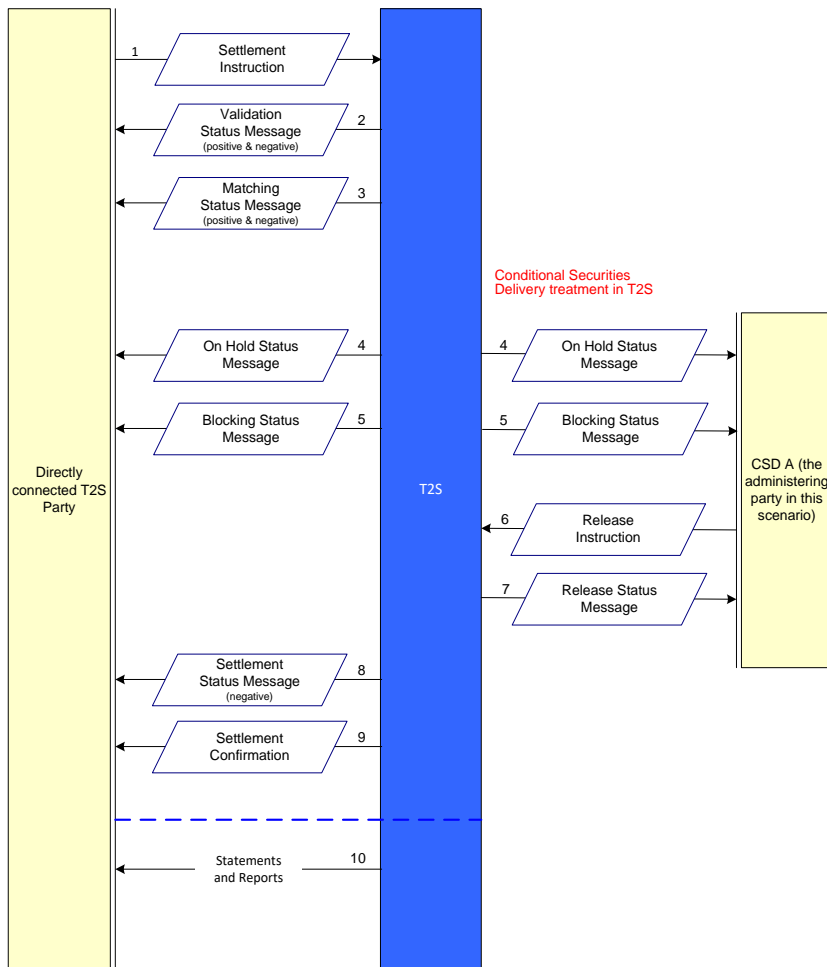 1
Settlement
Instruction
Validation
Status Message
(positive & negative)
2
Matching
Status Message
(positive & negative)
3
Conditional Securities
Delivery treatment in T2S
On Hold Status
Message
4
4
On Hold Status
Message
Blocking Status
Message
5
5
Blocking Status
Message
Directly
connected T2S
Party
T2S
CSD A (the
administering
party in this
scenario)
6
Release
Instruction
7
Release Status
Message
Settlement
Status Message
(negative)
8
Settlement
Confirmation
9
Statements
and Reports
10